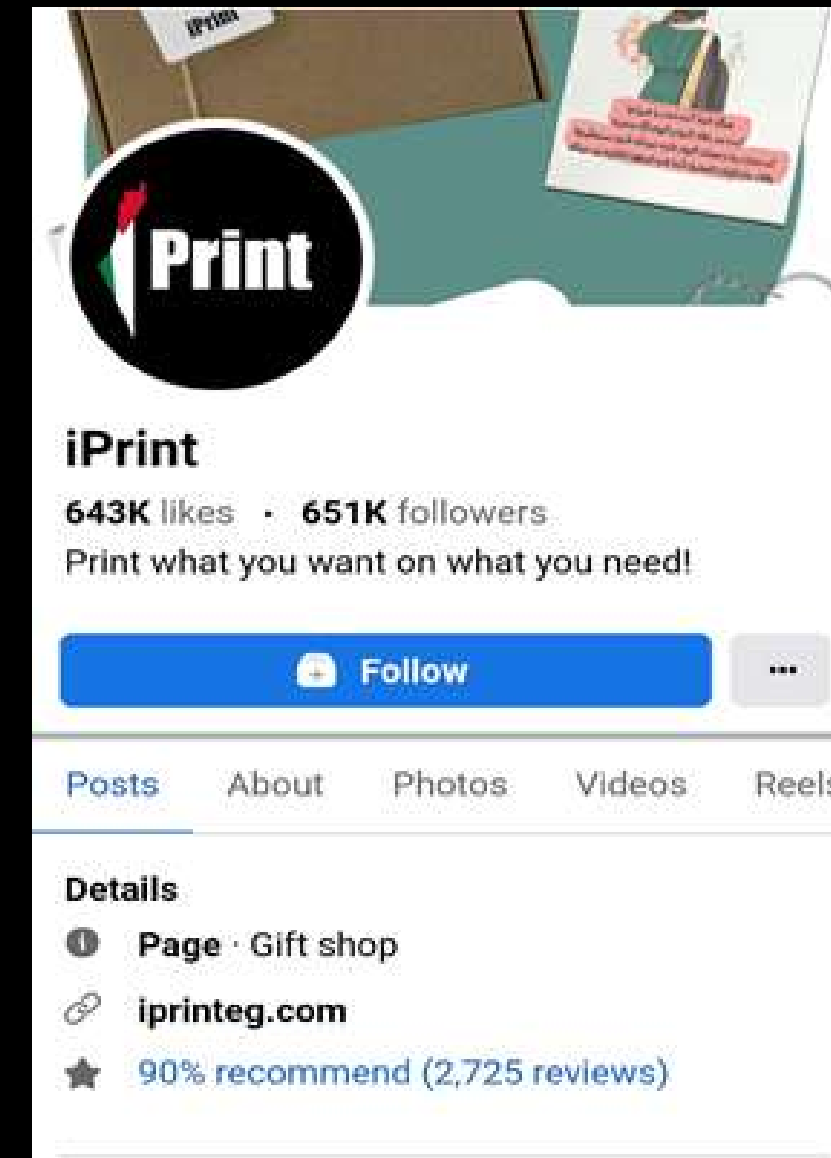 iPrint
Print
iPrint
643K likes · 651K followers
Print what you want on what you need!
Follow
Posts About Photos Videos Reels
Details
Page · Gift shop
iprinteg.com
90% recommend (2,725 reviews)